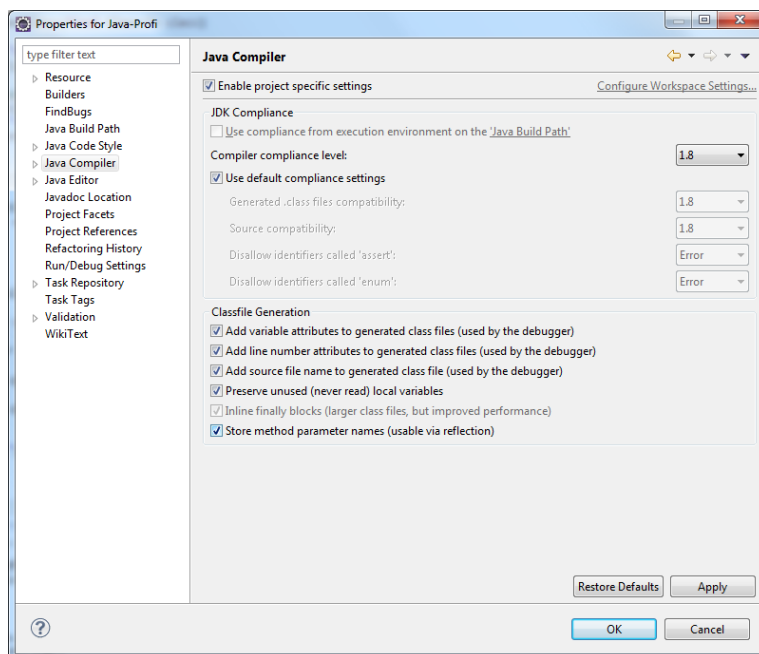 Properties for Java-Profi
type filter text
Resource
Builders
FindBugs
Java Build Path
Java Code Style
Java Compiler
Java Editor
Javadoc Location
Project Facets
Project References
Refactoring History
Run/Debug Settings
Task Repository
Task Tags
Validation
WikiText
Java Compiler
Enable project specific settings
Configure Workspace Settings...
JDK Compliance
Use compliance from execution environment on the 'Java Build Path'
Compiler compliance level: 1.8
Use default compliance settings
Generated .class files compatibility: 1.8
Source compatibility: 1.8
Disallow identifiers called 'assert': Error
Disallow identifiers called 'enum': Error
Classfile Generation
Add variable attributes to generated class files (used by the debugger)
Add line number attributes to generated class files (used by the debugger)
Add source file name to generated class file (used by the debugger)
Preserve unused (never read) local variables
Inline finally blocks (larger class files, but improved performance)
Store method parameter names (usable via reflection)
Restore Defaults Apply
? OK Cancel